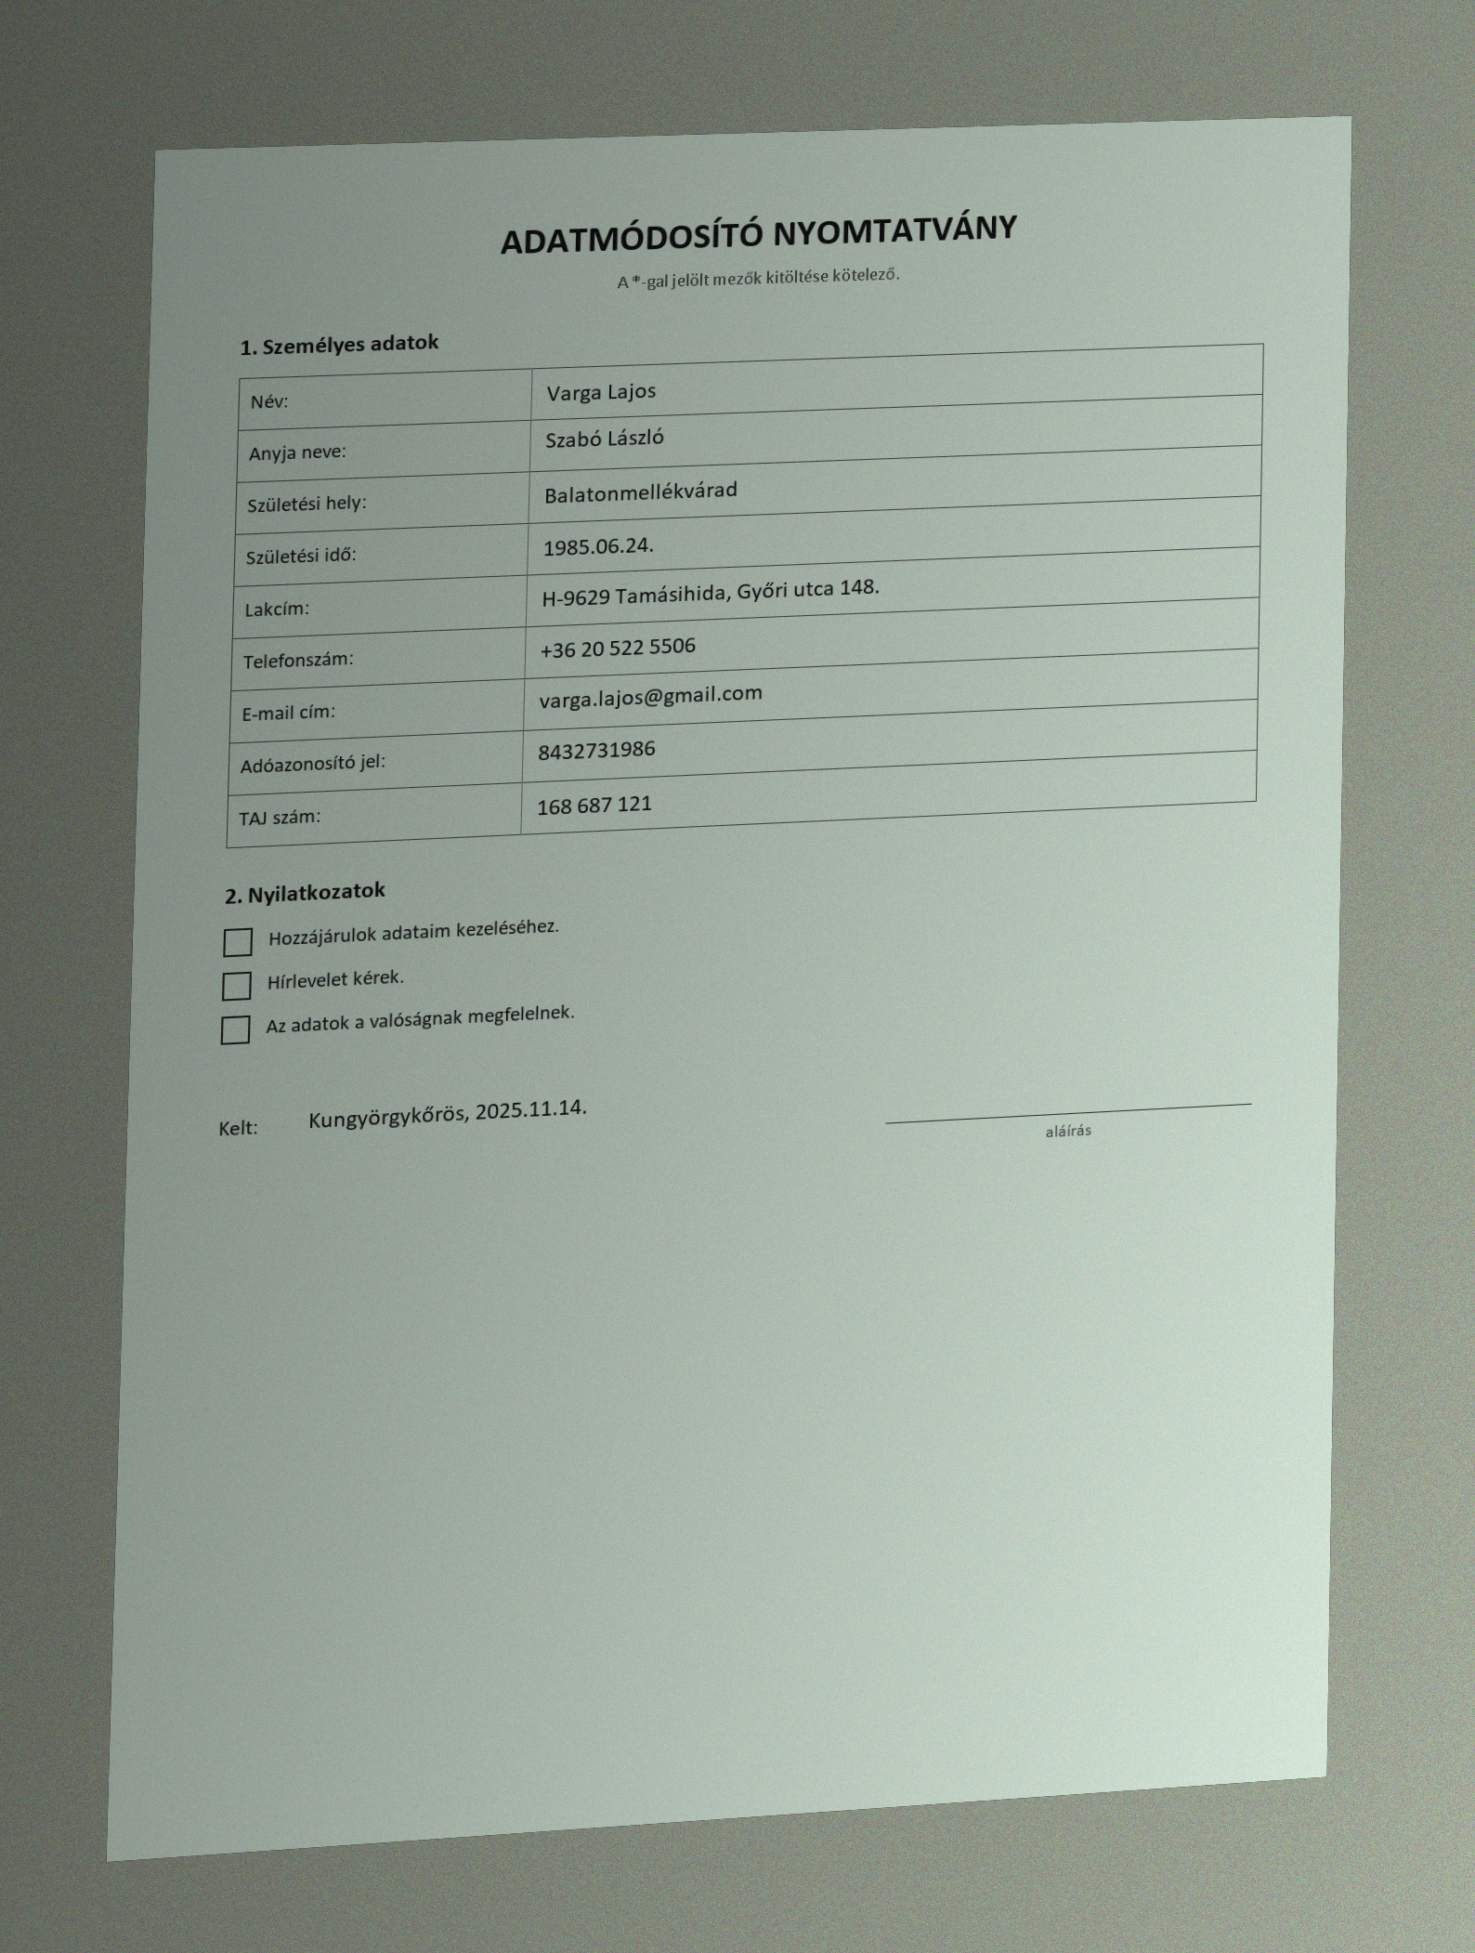 ADATMÓDOSÍTÓ NYOMTATVÁNY
A *-gal jelölt mezők kitöltése kötelező.
1. Személyes adatok
Név: Varga Lajos
Anyja neve: Szabó László
Születési hely: Balatonmellékvárad
Születési idő: 1985.06.24.
Lakcím: H-9629 Tamásihida, Győri utca 148.
Telefonszám: +36 20 522 5506
E-mail cím: varga.lajos@gmail.com
Adóazonosító jel: 8432731986
TAJ szám: 168 687 121
2. Nyilatkozatok
Hozzájárulok adataim kezeléséhez.
Hírlevelet kérek.
Az adatok a valóságnak megfelelnek.
Kelt: Kungyörgykőrös, 2025.11.14.
aláírás